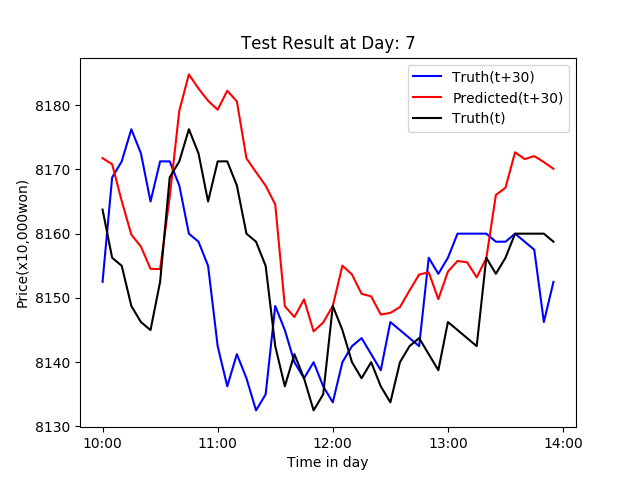 Test Result at Day: 7
Truth(t+30)
Predicted(t+30)
Truth(t)
Price(x10,000won)
8180
8170
8160
8150
8140
8130
10:00 11:00 12:00 13:00 14:00
Time in day